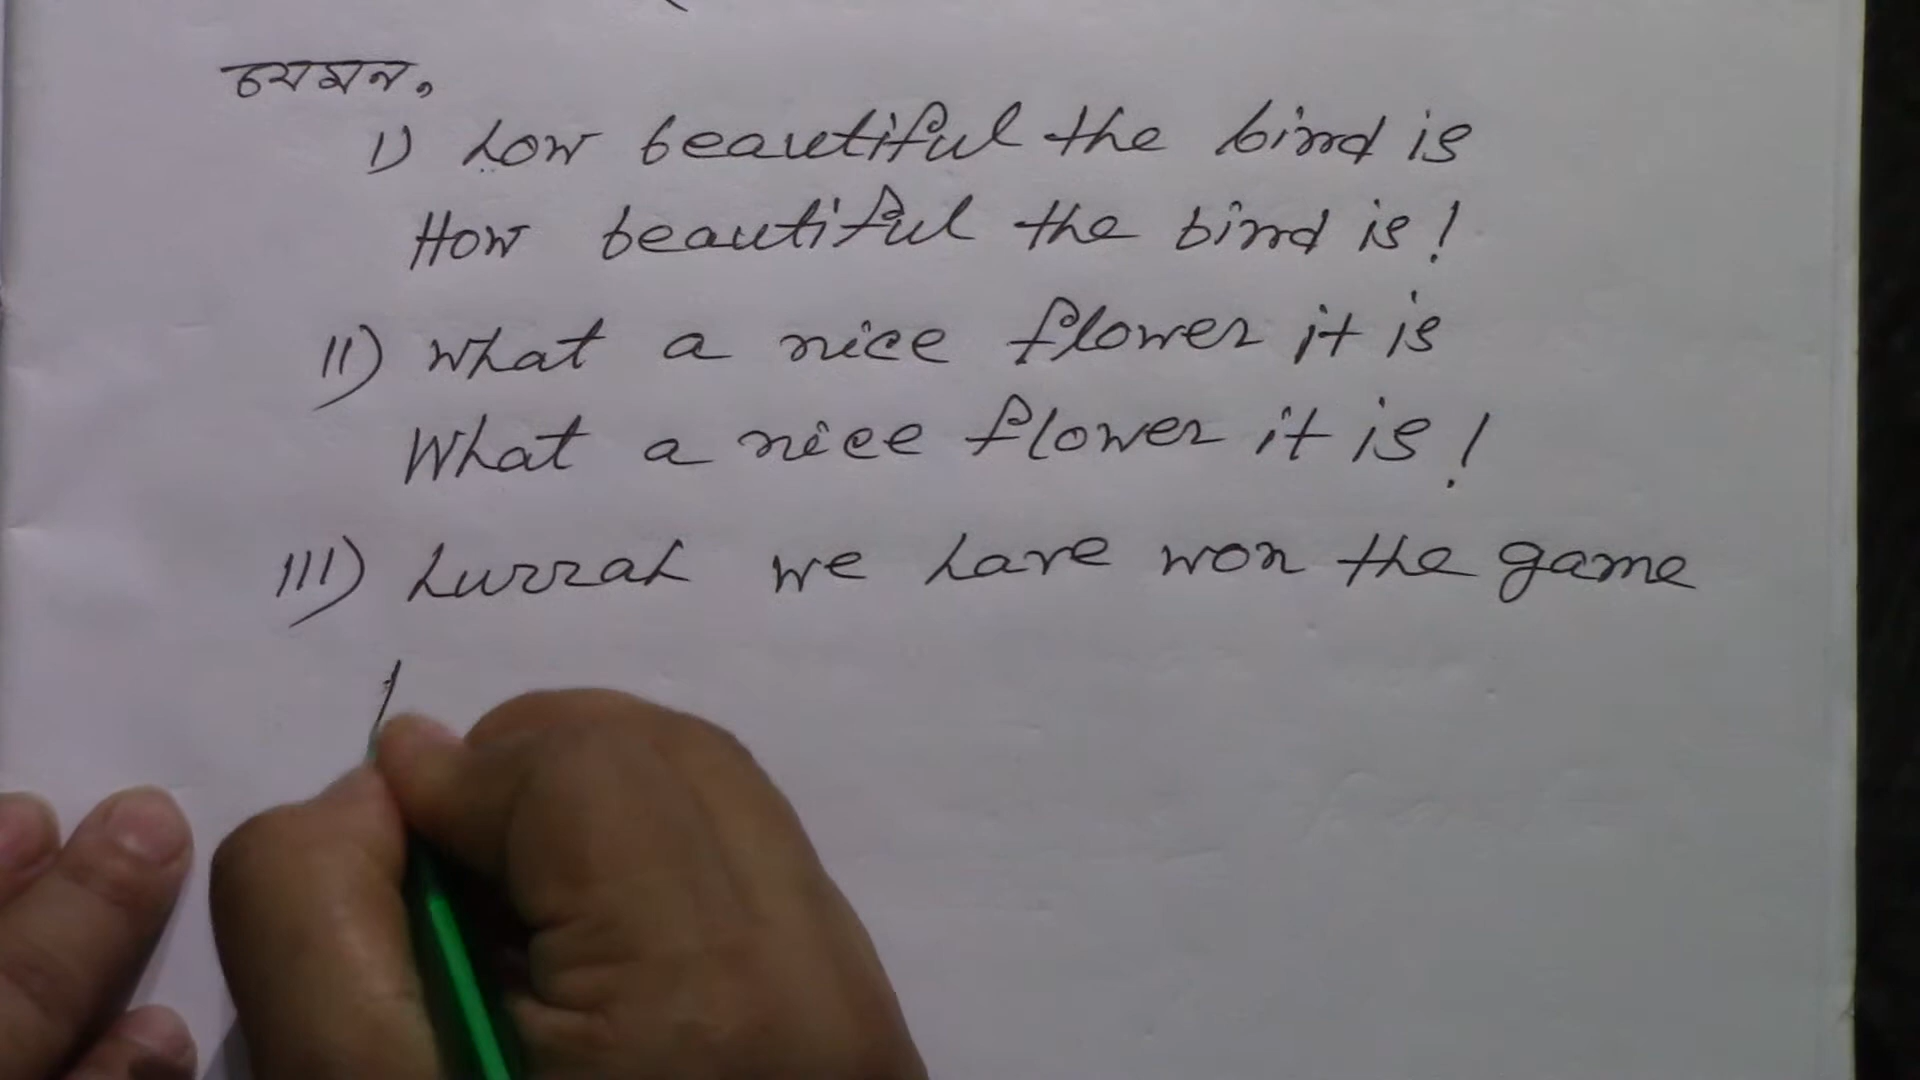 যেমন,
i) how beautiful the bird is
How beautiful the bird is!
ii) what a nice flower it is
What a nice flower it is!
iii) hurrah we have won the game